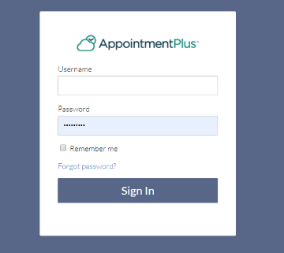 AppointmentPlus
Username
Password
•••••••••
Remember me
Forgot password?
Sign In